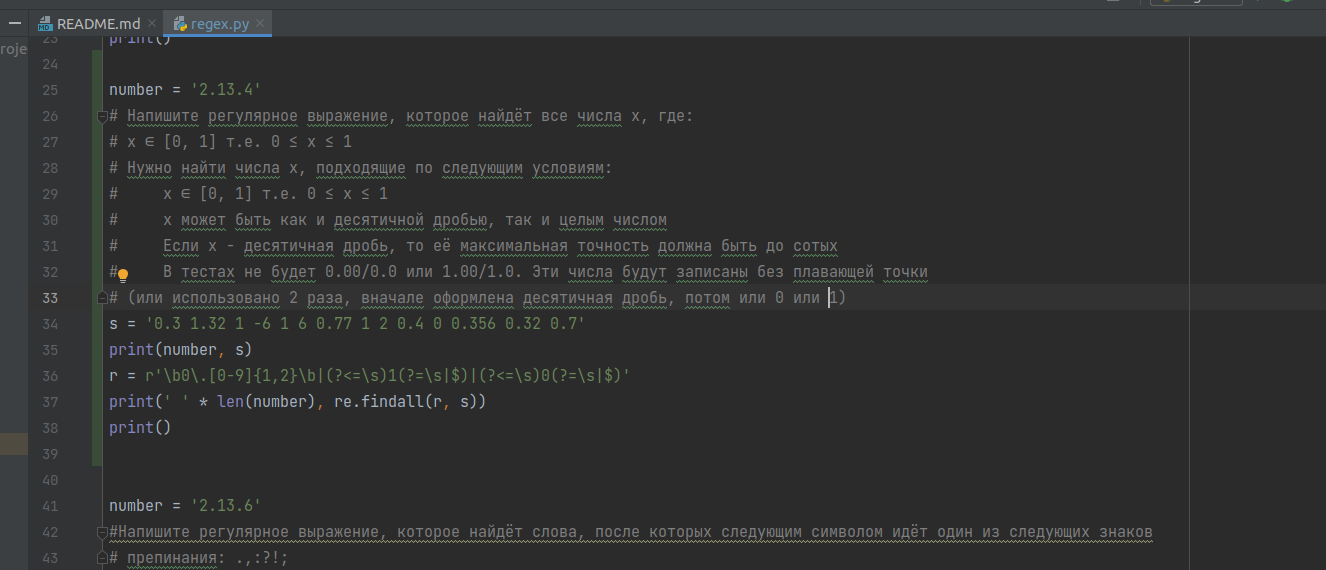 README.md
regex.py
roje
23 print()
24
25 number = '2.13.4'
26 # Напишите регулярное выражение, которое найдёт все числа x, где:
27 # x ∈ [0, 1] т.е. 0 ≤ x ≤ 1
28 # Нужно найти числа x, подходящие по следующим условиям:
29 #     x ∈ [0, 1] т.е. 0 ≤ x ≤ 1
30 #     x может быть как и десятичной дробью, так и целым числом
31 #     Если x - десятичная дробь, то её максимальная точность должна быть до сотых
32 #     В тестах не будет 0.00/0.0 или 1.00/1.0. Эти числа будут записаны без плавающей точки
33 # (или использовано 2 раза, вначале оформлена десятичная дробь, потом или 0 или 1)
34 s = '0.3 1.32 1 -6 1 6 0.77 1 2 0.4 0 0.356 0.32 0.7'
35 print(number, s)
36 r = r'\b0\.[0-9]{1,2}\b|(?<=\s)1(?=\s|$)|(?<=\s)0(?=\s|$)'
37 print(' ' * len(number), re.findall(r, s))
38 print()
39
40
41 number = '2.13.6'
42 #Напишите регулярное выражение, которое найдёт слова, после которых следующим символом идёт один из следующих знаков
43 # препинания: .,:?!;